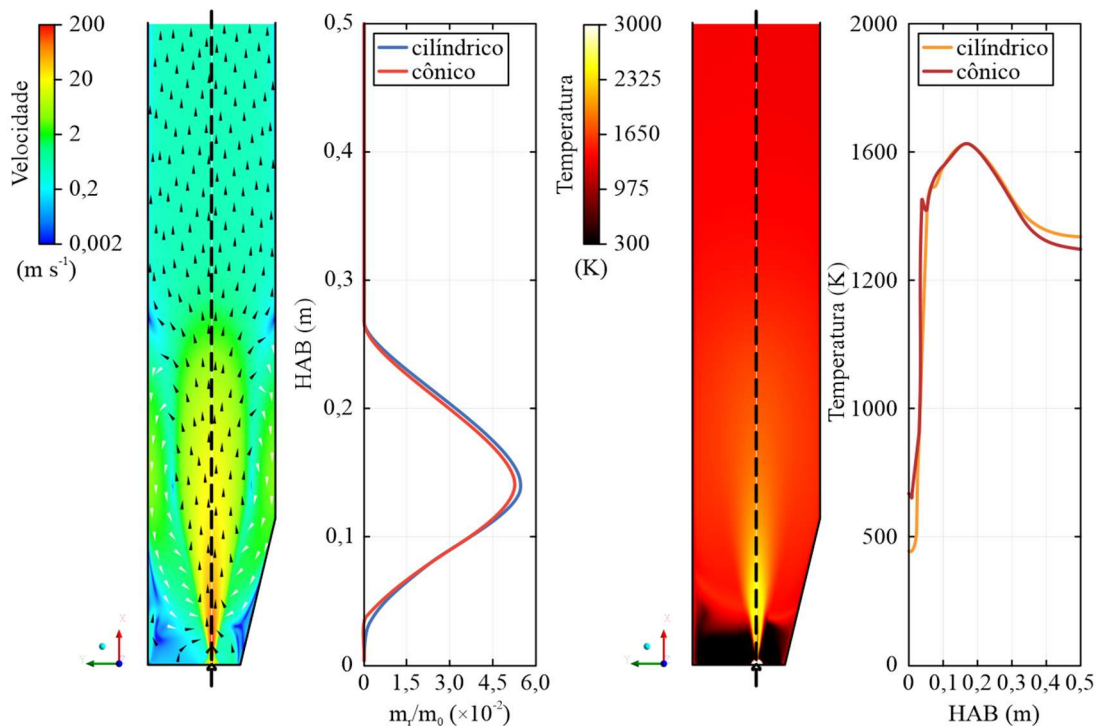 Velocidade
200
20
2
0,2
0,002
(m s⁻¹)
HAB (m)
0,5
0,4
0,3
0,2
0,1
0
cilíndrico
cônico
0 1,5 3,0 4,5 6,0
mᵣ/m₀ (×10⁻²)
Temperatura
3000
2325
1650
975
300
(K)
Temperatura (K)
2000
1600
1200
1000
500
0
cilíndrico
cônico
0 0,1 0,2 0,3 0,4 0,5
HAB (m)